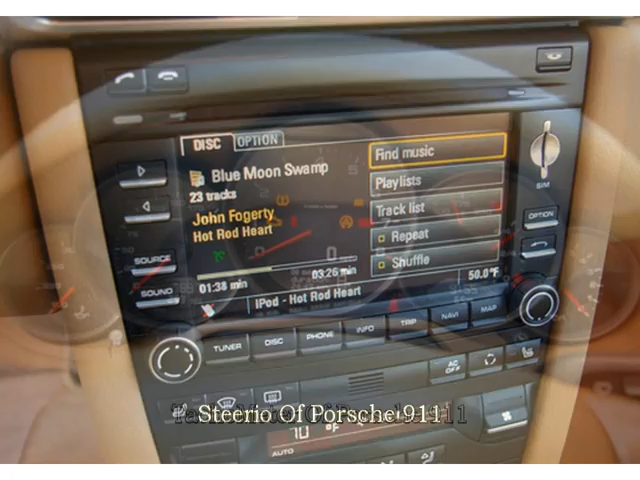 DISC OPTION
Blue Moon Swamp
23 tracks
John Fogerty
Hot Rod Heart
01:38 min
03:26 min
iPod - Hot Rod Heart
Find music
Playlists
Track list
Repeat
Shuffle
50.0°F
SIM
OPTION
SOURCE
SOUND
TUNER DISC PHONE INFO TRIP NAVI MAP
AC OFF
Steerio Of Porsche 911
70 °F
AUTO